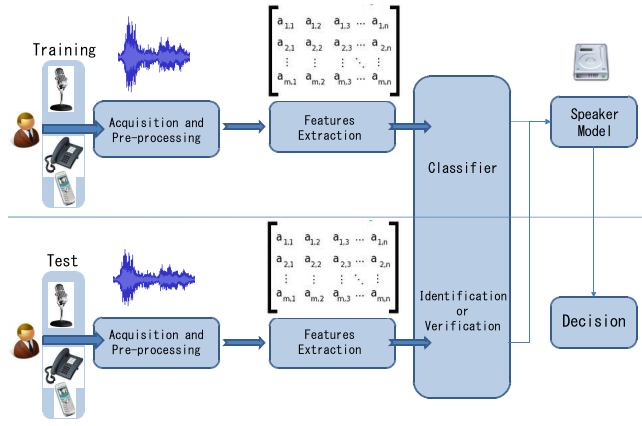 Training
a1,1 a1,2 a1,3 ... a1,n
a2,1 a2,2 a2,3 ... a2,n
⋮ ⋮ ⋮ ⋱ ⋮
am,1 am,2 am,3 ... am,n
Acquisition and
Pre-processing
Features
Extraction
Classifier
Speaker
Model
Test
a1,1 a1,2 a1,3 ... a1,n
a2,1 a2,2 a2,3 ... a2,n
⋮ ⋮ ⋮ ⋱ ⋮
am,1 am,2 am,3 ... am,n
Acquisition and
Pre-processing
Features
Extraction
Identification
or
Verification
Decision